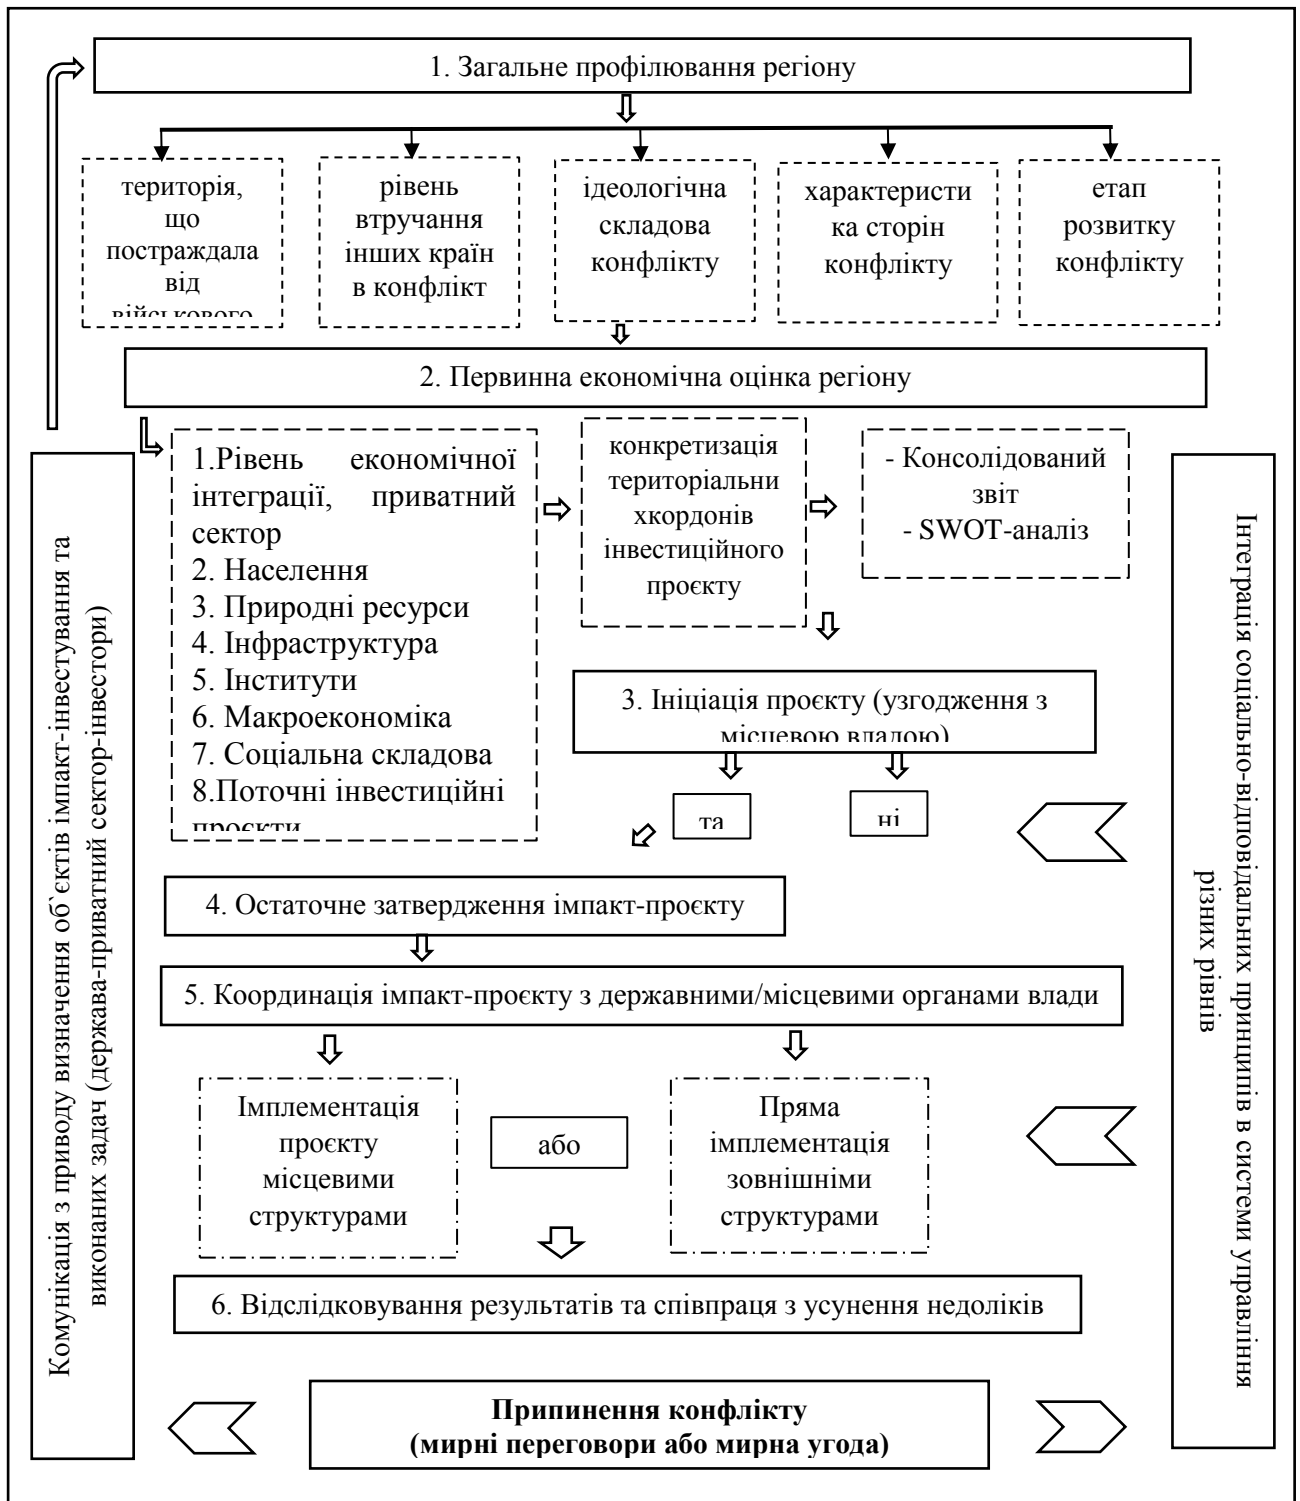 1. Загальне профілювання регіону
територія,
що
постраждала
від
військового
рівень
втручання
інших країн
в конфлікт
ідеологічна
складова
конфлікту
характеристи
ка сторін
конфлікту
етап
розвитку
конфлікту
2. Первинна економічна оцінка регіону
1.Рівень економічної
інтеграції, приватний
сектор
2. Населення
3. Природні ресурси
4. Інфраструктура
5. Інститути
6. Макроекономіка
7. Соціальна складова
8.Поточні інвестиційні
проєкти
конкретизація
територіальни
хкордонів
інвестиційного
проєкту
- Консолідований
звіт
- SWOT-аналіз
3. Ініціація проєкту (узгодження з
місцевою владою)
та
ні
4. Остаточне затвердження імпакт-проєкту
5. Координація імпакт-проєкту з державними/місцевими органами влади
Імплементація
проєкту
місцевими
структурами
або
Пряма
імплементація
зовнішніми
структурами
6. Відслідковування результатів та співпраця з усунення недоліків
Припинення конфлікту
(мирні переговори або мирна угода)
Комунікація з приводу визначення об`єктів імпакт-інвестування та
виконаних задач (держава-приватний сектор-інвестори)
Інтеграція соціально-відповідальних принципів в системи управління
різних рівнів